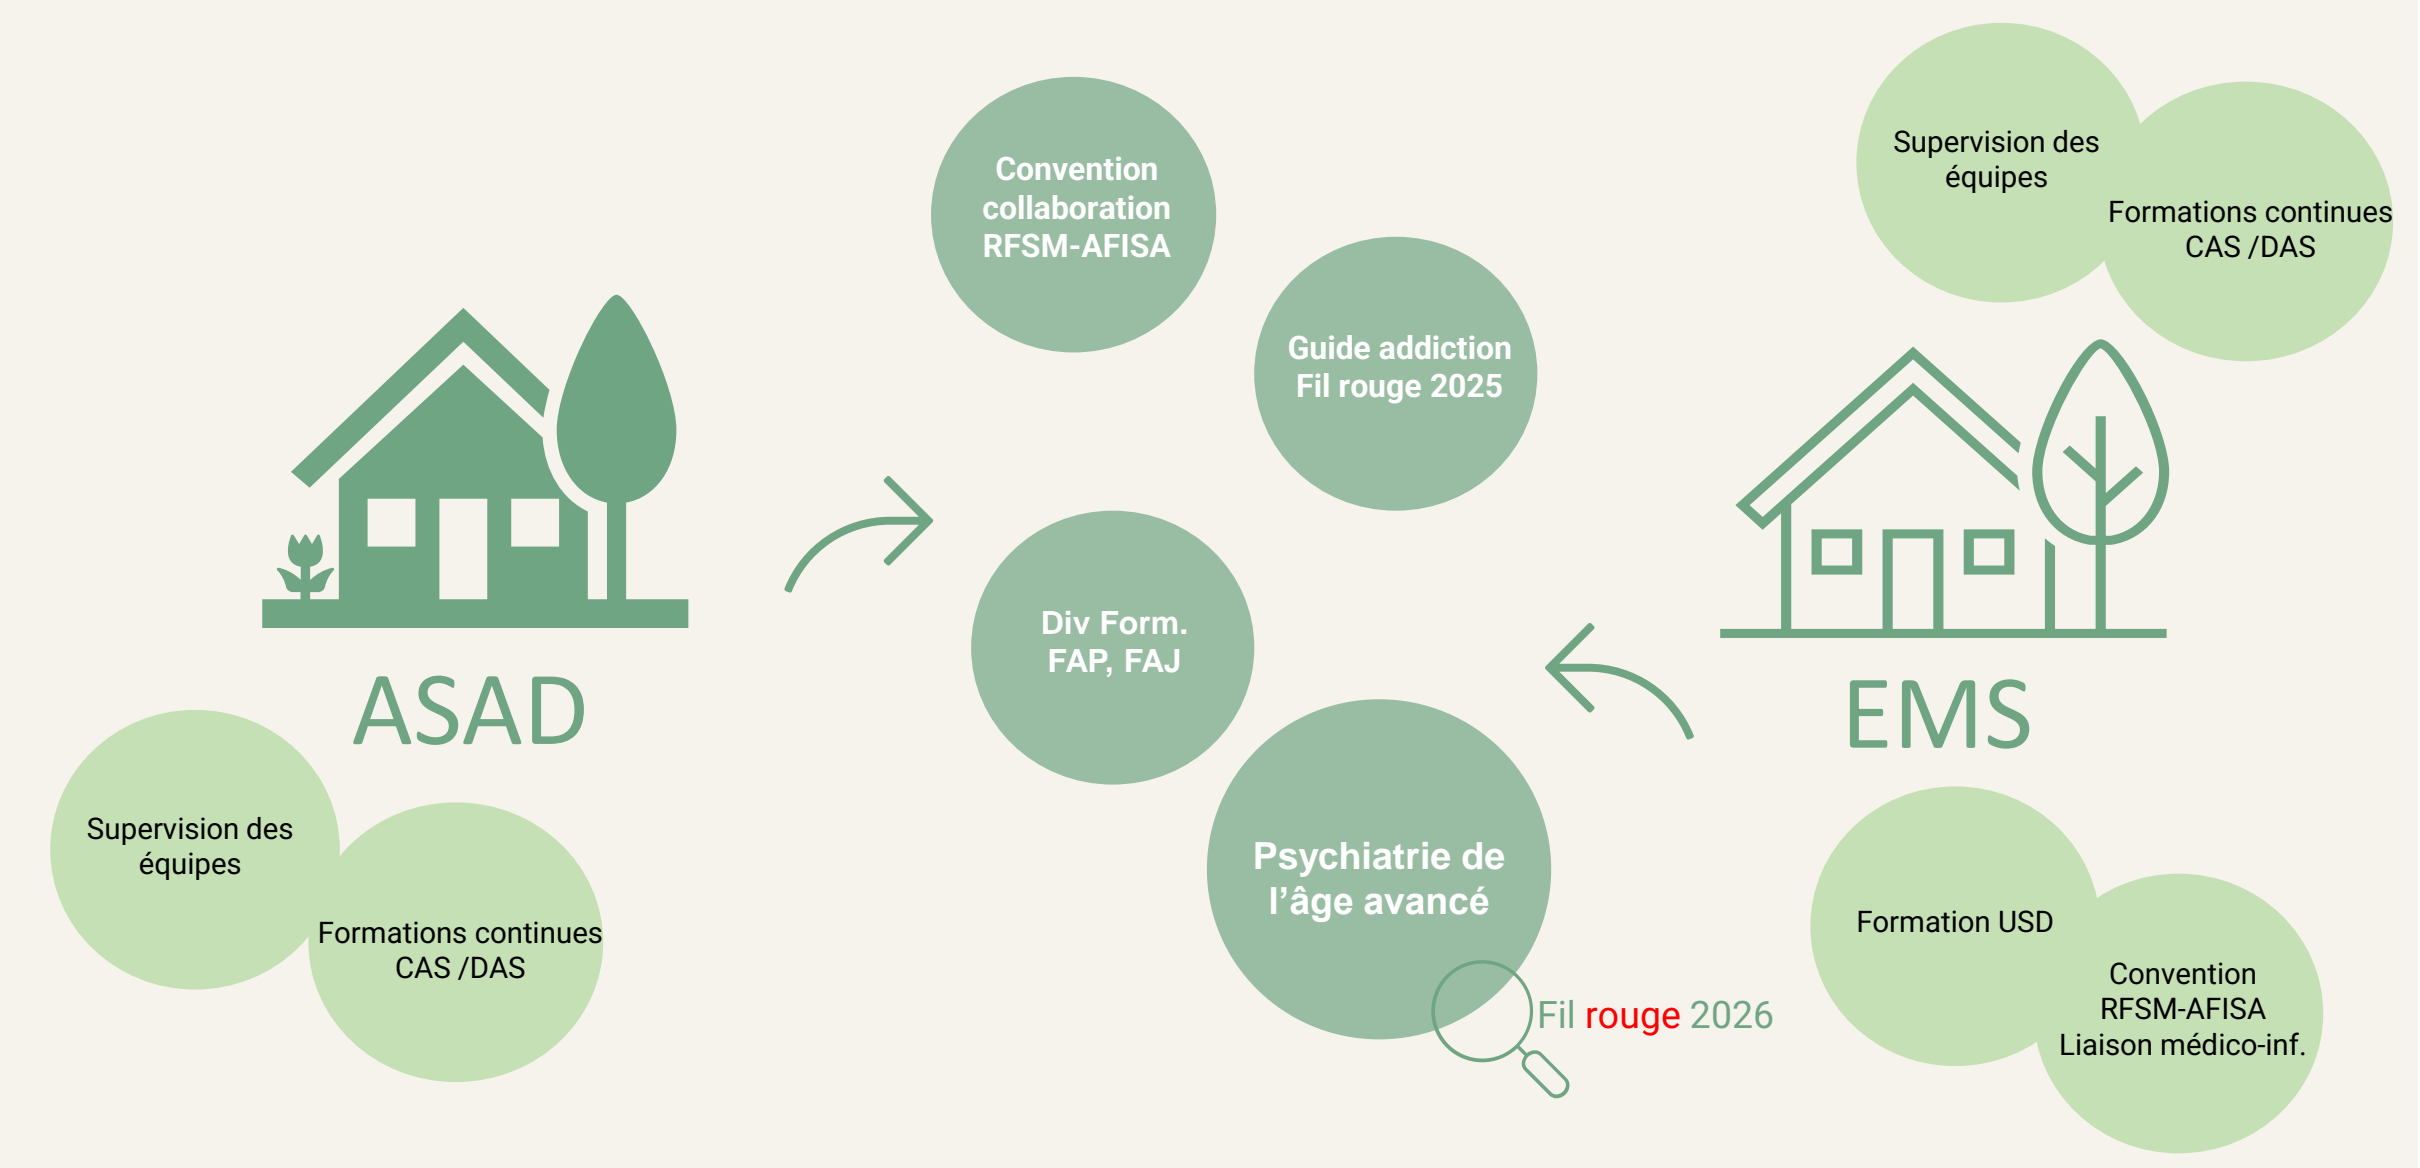 Supervision des
équipes
Formations continues
CAS /DAS
Convention
collaboration
RFSM-AFISA
Guide addiction
Fil rouge 2025
Div Form.
FAP, FAJ
ASAD
EMS
Supervision des
équipes
Formations continues
CAS /DAS
Psychiatrie de
l’âge avancé
Fil rouge 2026
Formation USD
Convention
RFSM-AFISA
Liaison médico-inf.